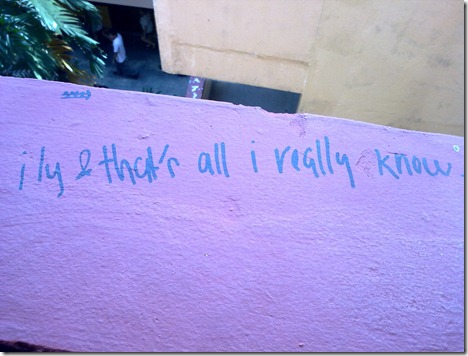 ily & that's all i really know